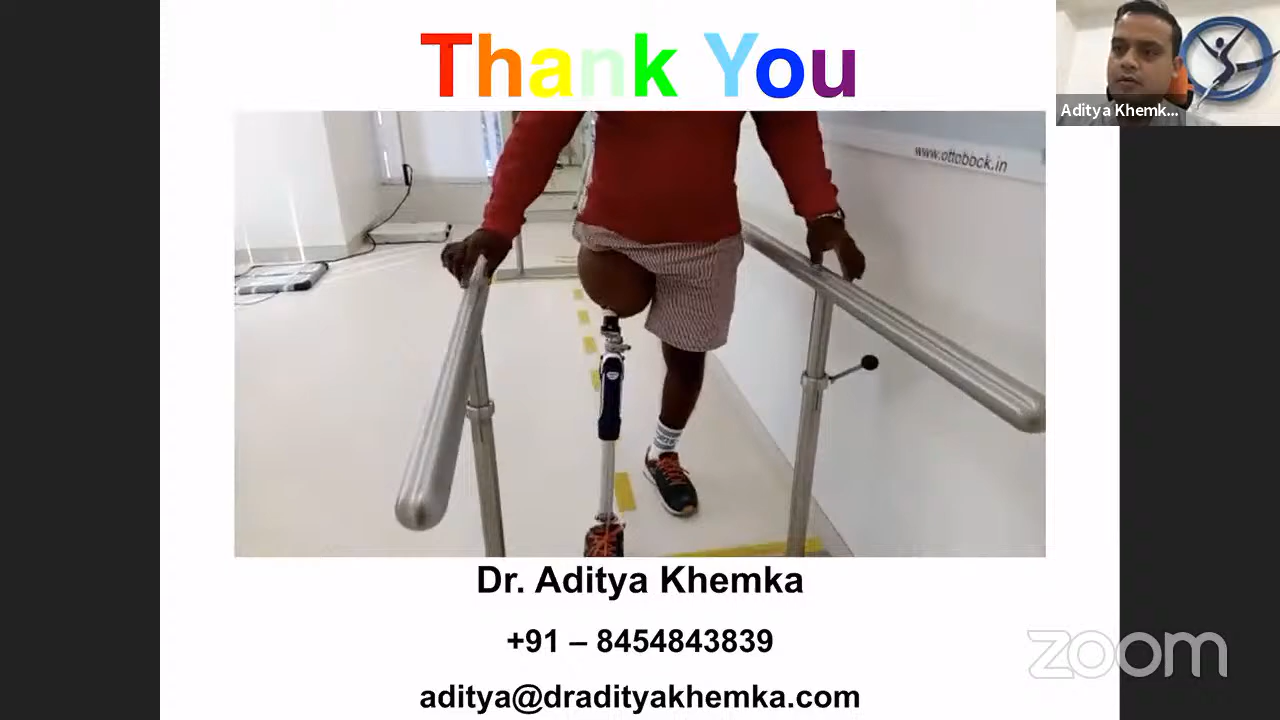 Thank You
Aditya Khemk...
www.ottobock.in
Dr. Aditya Khemka
+91 – 8454843839
aditya@dradityakhemka.com
zoom